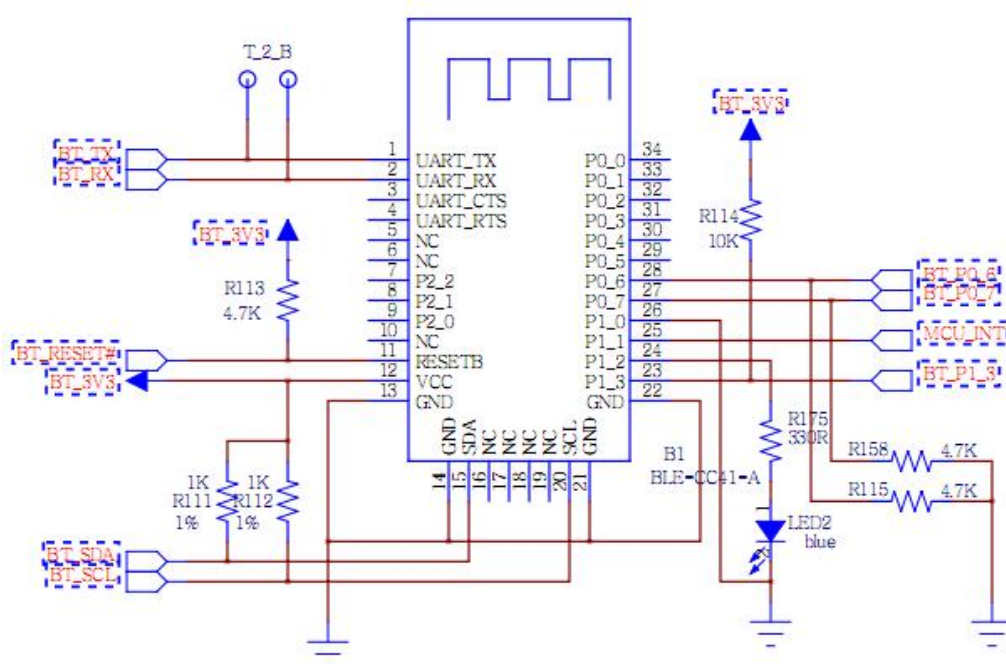 T_2_B
BT_TX
BT_RX
BT_3V3
R113
4.7K
BT_RESET#
BT_3V3
1K
R111
1%
1K
R112
1%
BT_SDA
BT_SCL
1 UART_TX
2 UART_RX
3 UART_CTS
4 UART_RTS
5 NC
6 NC
7 P2_2
8 P2_1
9 P2_0
10 NC
11 RESETB
12 VCC
13 GND
14 GND
15 SDA
16 NC
17 NC
18 NC
19 NC
20 SCL
21 GND
P0_0 34
P0_1 33
P0_2 32
P0_3 31
P0_4 30
P0_5 29
P0_6 28
P0_7 27
P1_0 26
P1_1 25
P1_2 24
P1_3 23
GND 22
B1
BLE-CC41-A
BT_3V3
R114
10K
BT_P0_6
BT_P0_7
MCU_INT
BT_P1_3
R175
330R
1
LED2
2
blue
R158 4.7K
R115 4.7K